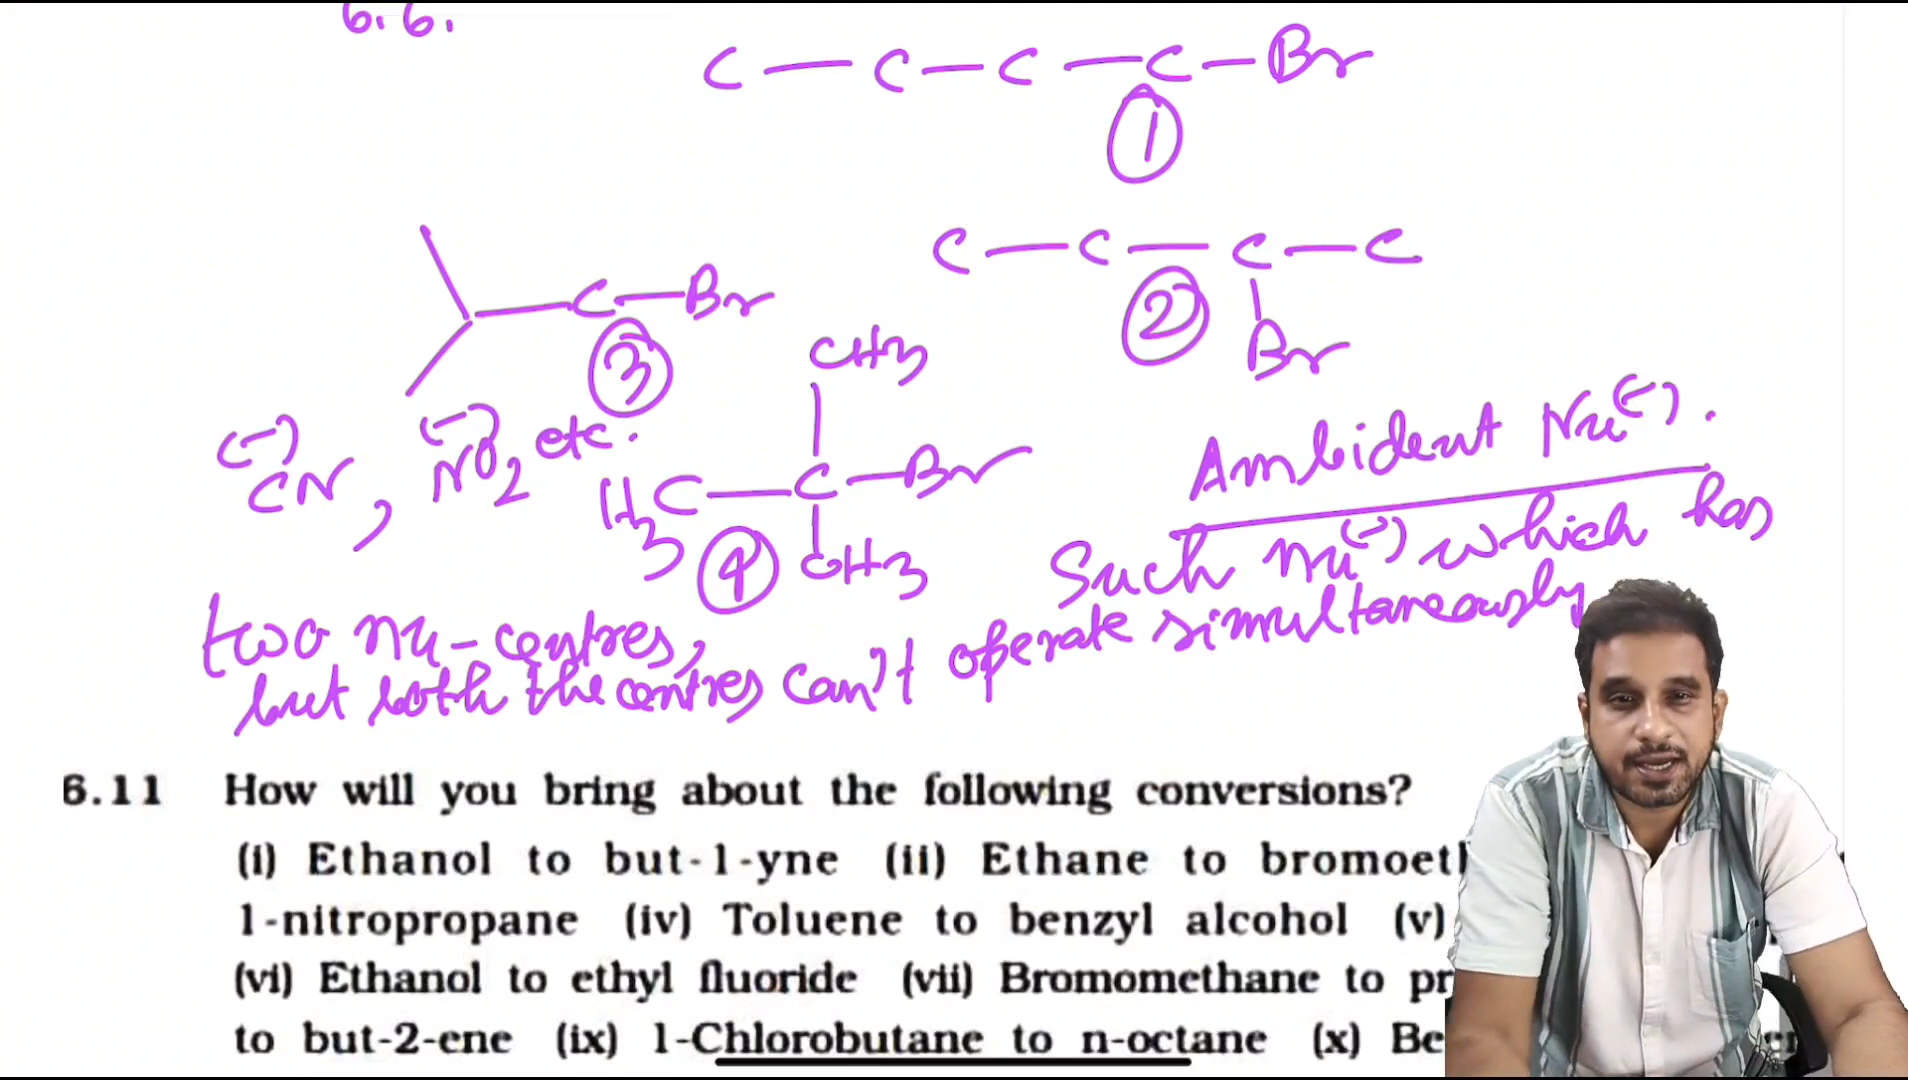 6.6.
C — C — C — C — Br
1
C — C — C — C
Br
2
C — Br
3
CH3
H3C — C — Br
CH3
4
(-)CN, (-)NO2 etc.
Ambident Nu(-).
Such nu(-) which has
two nu-centres,
but both the centres can't operate simultaneously
6.11 How will you bring about the following conversions?
(i) Ethanol to but-1-yne (ii) Ethane to bromoeth
1-nitropropane (iv) Toluene to benzyl alcohol (v)
(vi) Ethanol to ethyl fluoride (vii) Bromomethane to pr
to but-2-ene (ix) 1-Chlorobutane to n-octane (x) Be